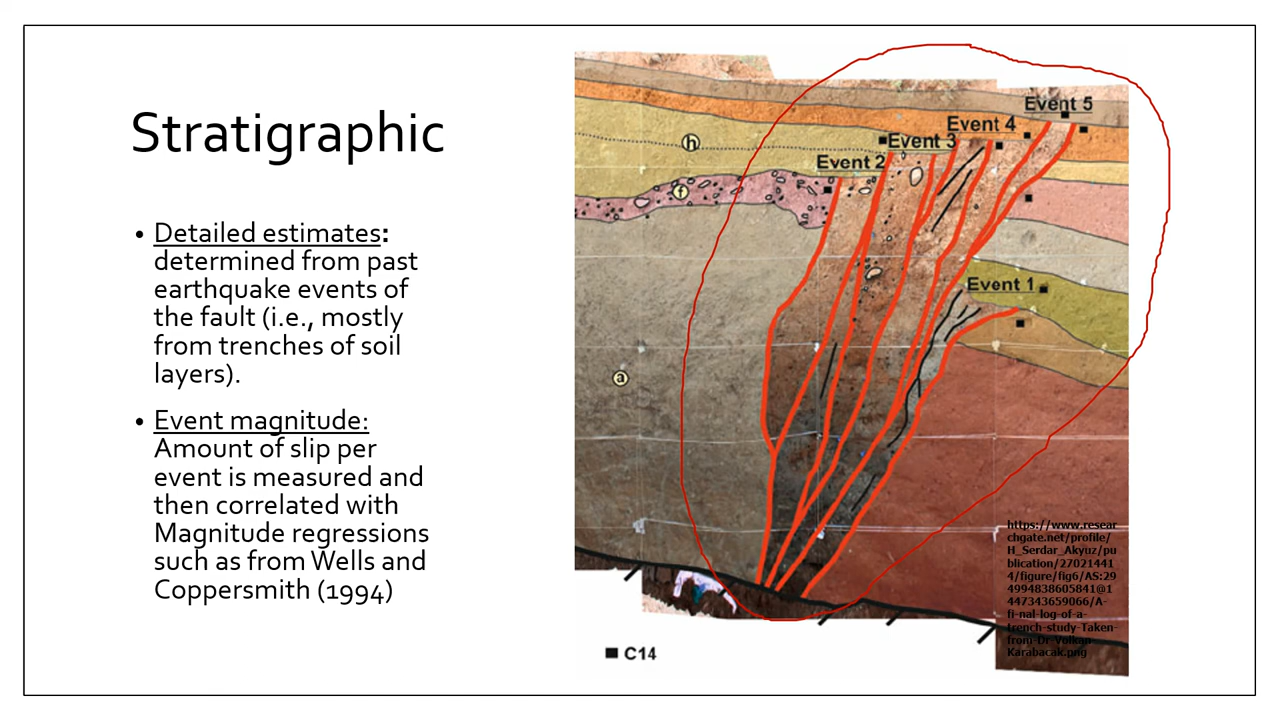 Stratigraphic
• Detailed estimates:
determined from past
earthquake events of
the fault (i.e., mostly
from trenches of soil
layers).
• Event magnitude:
Amount of slip per
event is measured and
then correlated with
Magnitude regressions
such as from Wells and
Coppersmith (1994)
Event 5
Event 4
Event 3
Event 2
h
f
Event 1
a
https://www.resear
chgate.net/profile/
H_Serdar_Akyuz/pu
blication/27021441
4/figure/fig6/AS:29
4994838605841@1
447343659066/A-
fi-nal-log-of-a-
trench-study-Taken-
from-Dr-Volkan-
Karabacak.png
C14